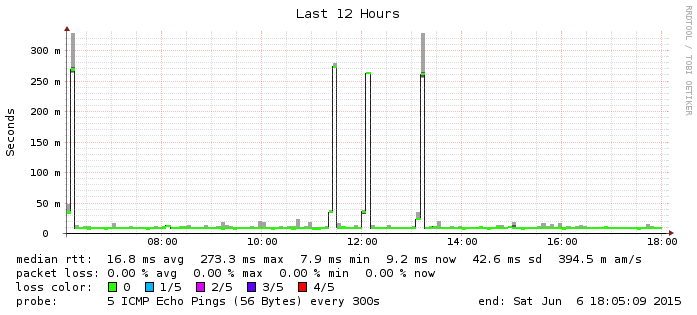 Last 12 Hours
RRDTOOL / TOBI OETIKER
Seconds
300 m
250 m
200 m
150 m
100 m
50 m
0
08:00 10:00 12:00 14:00 16:00 18:00
median rtt: 16.8 ms avg 273.3 ms max 7.9 ms min 9.2 ms now 42.6 ms sd 394.5 m am/s
packet loss: 0.00 % avg 0.00 % max 0.00 % min 0.00 % now
loss color: 0 1/5 2/5 3/5 4/5
probe: 5 ICMP Echo Pings (56 Bytes) every 300s end: Sat Jun 6 18:05:09 2015